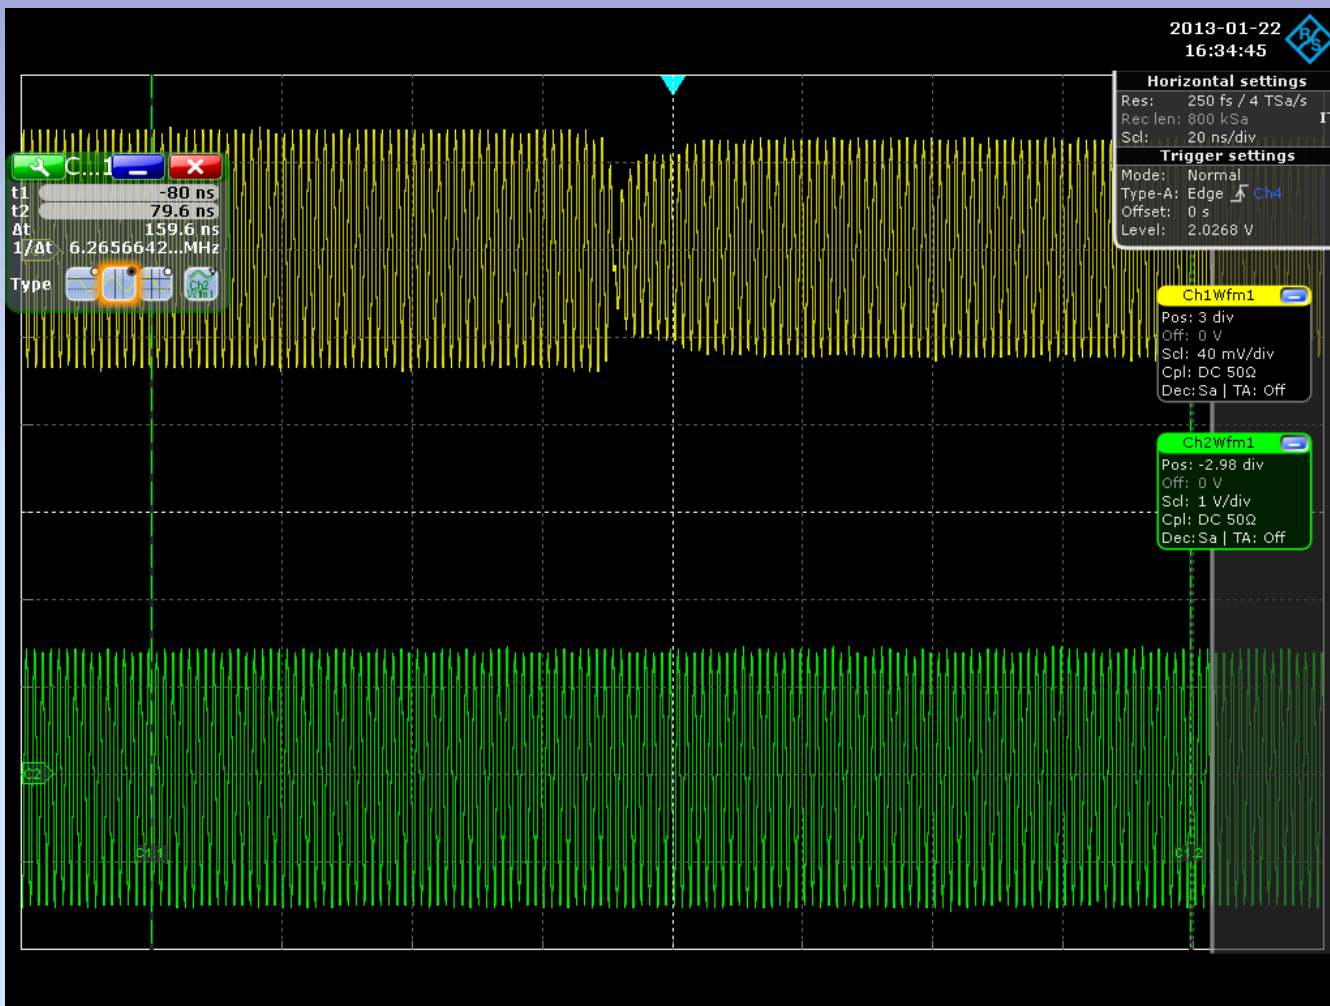 2013-01-22
16:34:45
R S
Horizontal settings
Res: 250 fs / 4 TSa/s
Rec len: 800 kSa
Scl: 20 ns/div
Trigger settings
Mode: Normal
Type-A: Edge Ch4
Offset: 0 s
Level: 2.0268 V
C...1
t1 -80 ns
t2 79.6 ns
Δt 159.6 ns
1/Δt 6.2656642...MHz
Type
Ch2
Wfm1
Ch1Wfm1
Pos: 3 div
Off: 0 V
Scl: 40 mV/div
Cpl: DC 50Ω
Dec: Sa | TA: Off
Ch2Wfm1
Pos: -2.98 div
Off: 0 V
Scl: 1 V/div
Cpl: DC 50Ω
Dec: Sa | TA: Off
C2
C1.1
C1.2